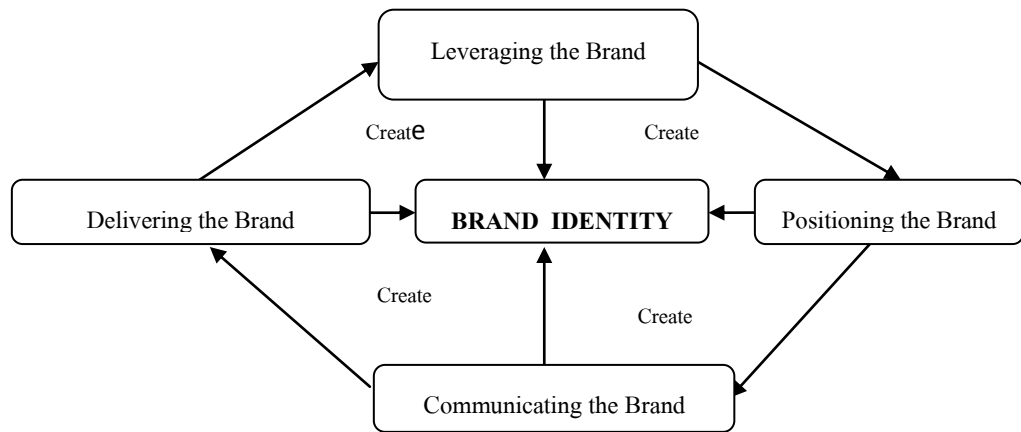 Leveraging the Brand
Create
Create
Delivering the Brand
BRAND IDENTITY
Positioning the Brand
Create
Create
Communicating the Brand